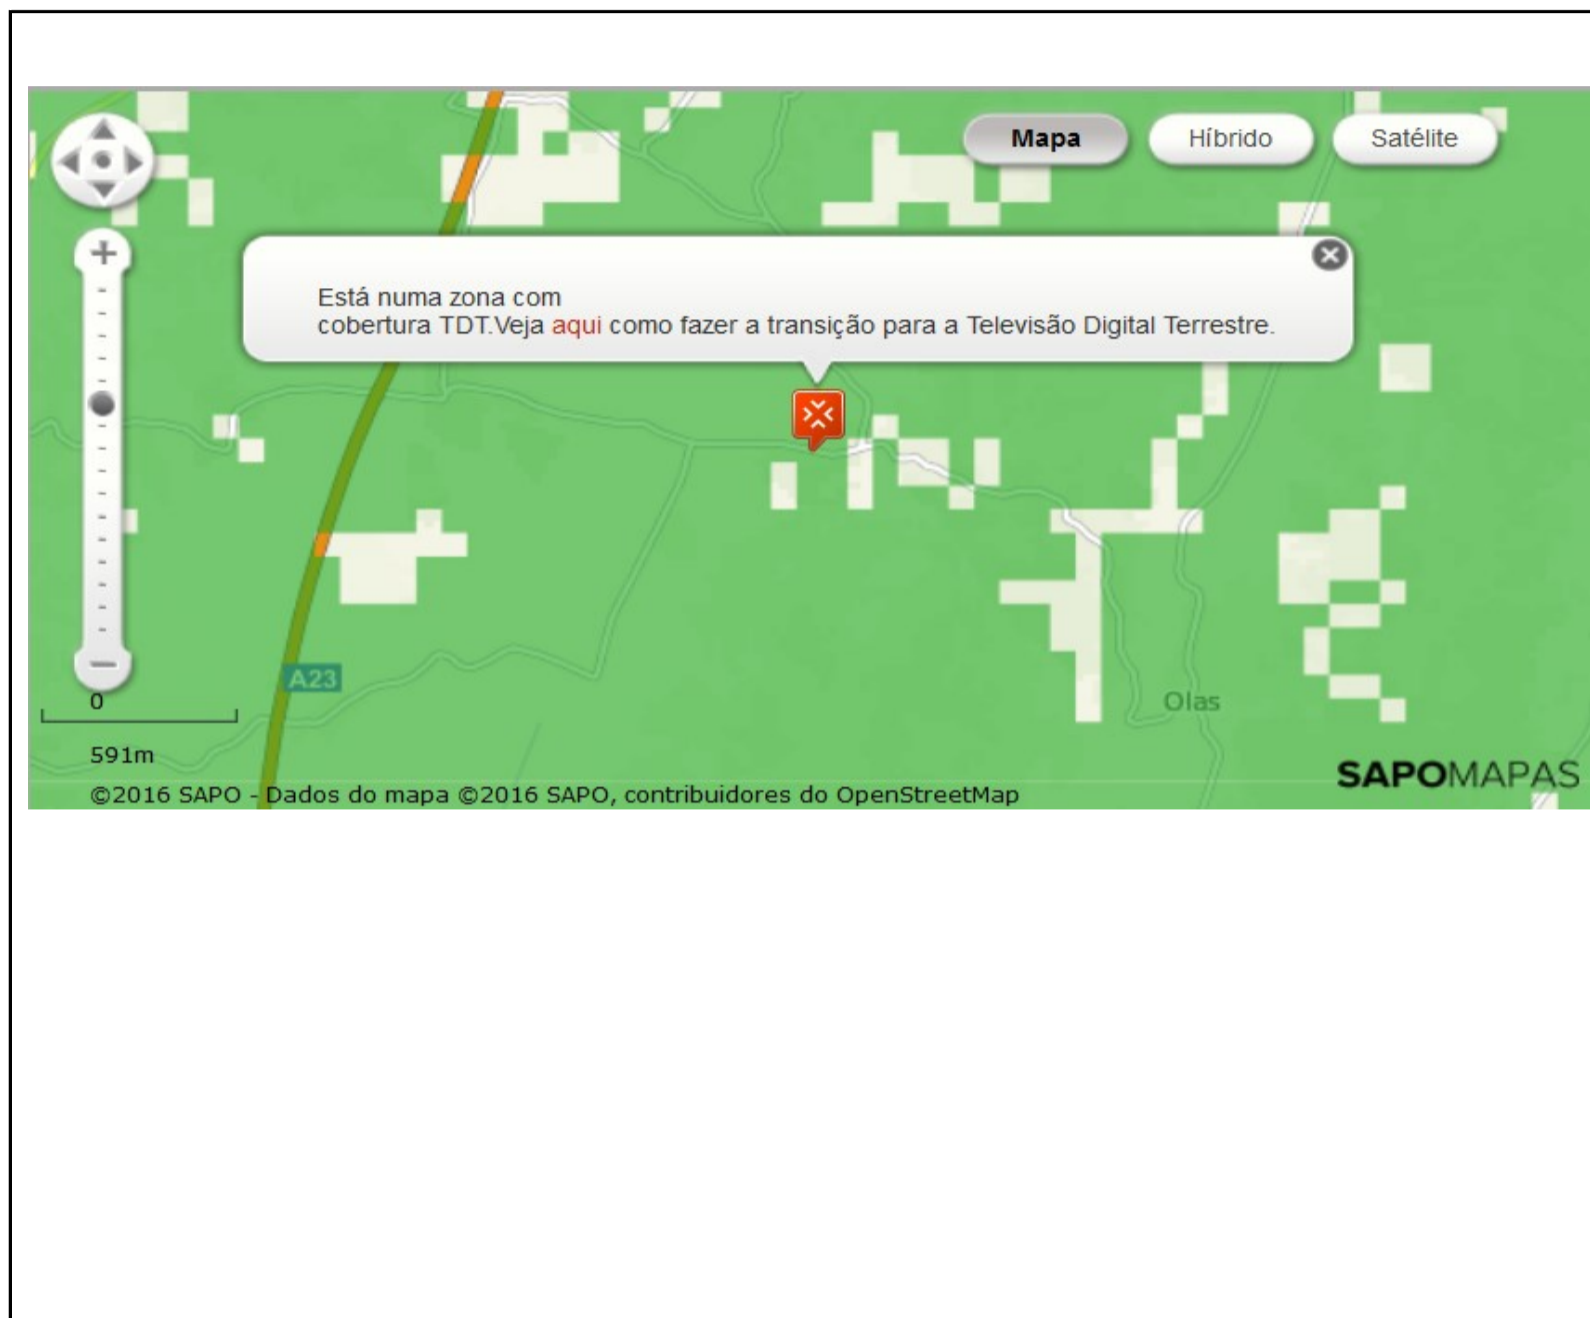 Mapa
Híbrido
Satélite
Está numa zona com
cobertura TDT.Veja aqui como fazer a transição para a Televisão Digital Terrestre.
A23
Olas
0
591m
SAPOMAPAS
©2016 SAPO - Dados do mapa ©2016 SAPO, contribuidores do OpenStreetMap